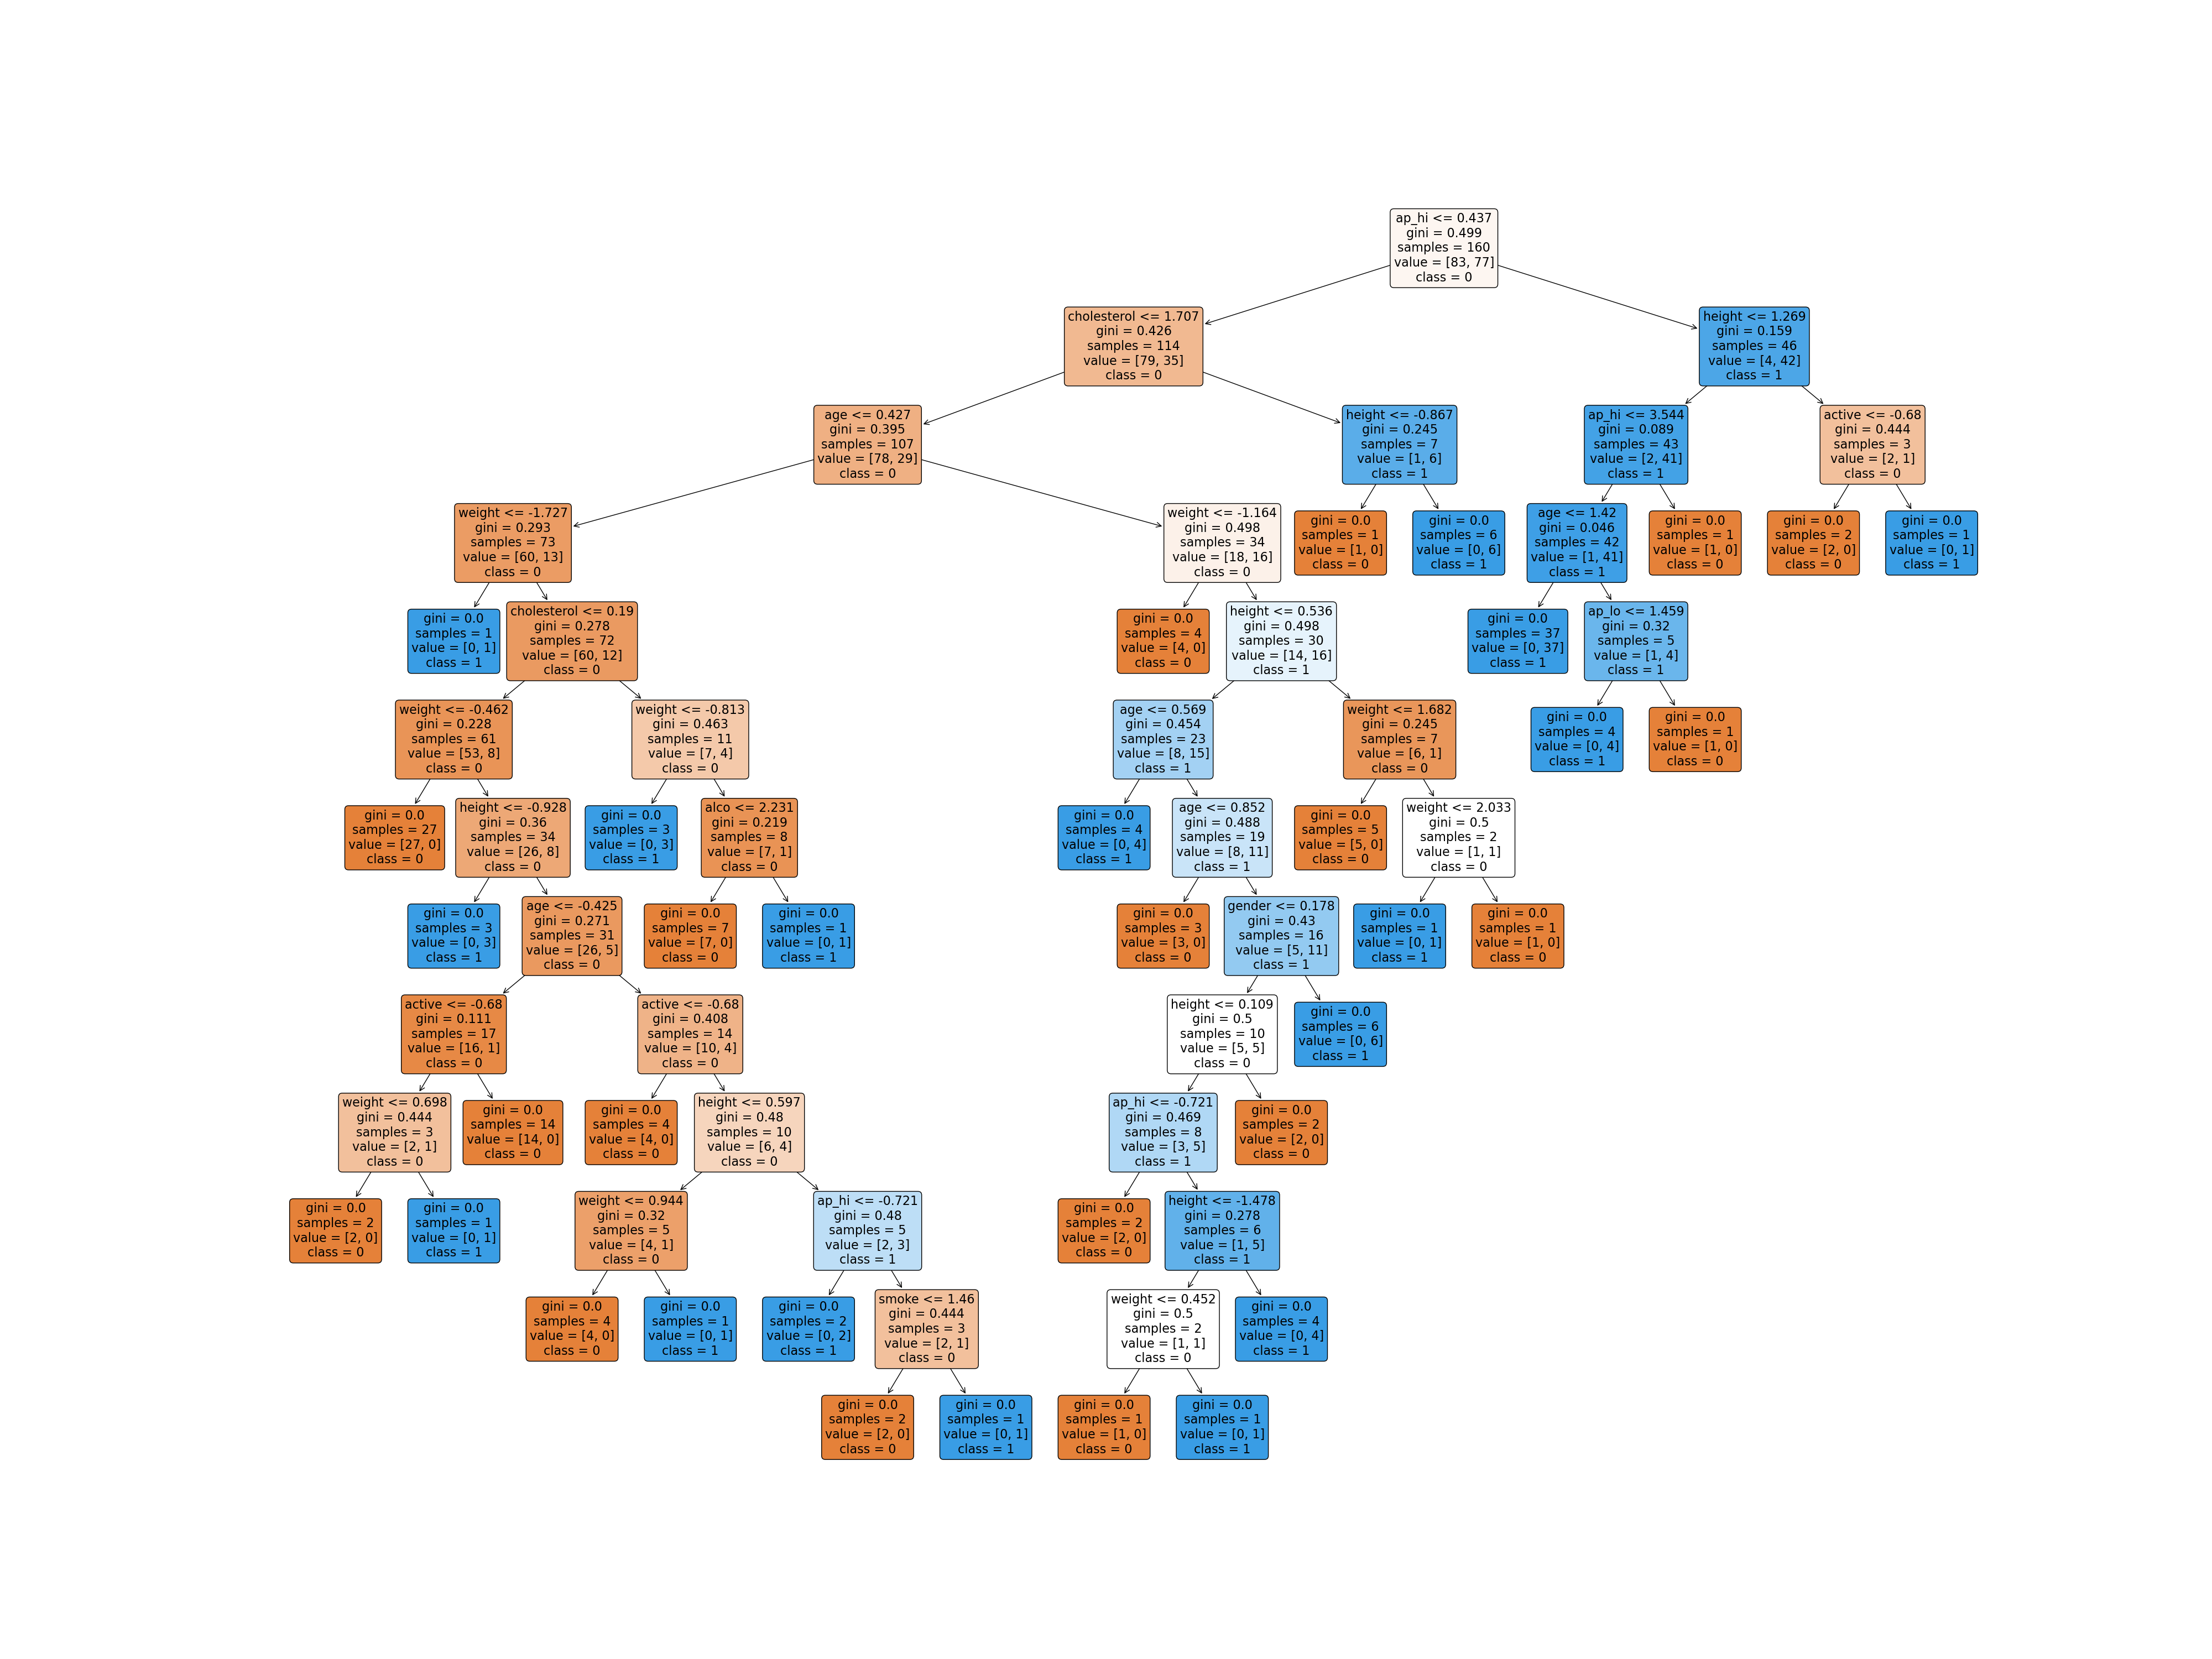 ap_hi <= 0.437
gini = 0.499
samples = 160
value = [83, 77]
class = 0
cholesterol <= 1.707
gini = 0.426
samples = 114
value = [79, 35]
class = 0
height <= 1.269
gini = 0.159
samples = 46
value = [4, 42]
class = 1
age <= 0.427
gini = 0.395
samples = 107
value = [78, 29]
class = 0
height <= -0.867
gini = 0.245
samples = 7
value = [1, 6]
class = 1
ap_hi <= 3.544
gini = 0.089
samples = 43
value = [2, 41]
class = 1
active <= -0.68
gini = 0.444
samples = 3
value = [2, 1]
class = 0
weight <= -1.727
gini = 0.293
samples = 73
value = [60, 13]
class = 0
weight <= -1.164
gini = 0.498
samples = 34
value = [18, 16]
class = 0
gini = 0.0
samples = 1
value = [1, 0]
class = 0
gini = 0.0
samples = 6
value = [0, 6]
class = 1
age <= 1.42
gini = 0.046
samples = 42
value = [1, 41]
class = 1
gini = 0.0
samples = 1
value = [1, 0]
class = 0
gini = 0.0
samples = 2
value = [2, 0]
class = 0
gini = 0.0
samples = 1
value = [0, 1]
class = 1
gini = 0.0
samples = 1
value = [0, 1]
class = 1
cholesterol <= 0.19
gini = 0.278
samples = 72
value = [60, 12]
class = 0
gini = 0.0
samples = 4
value = [4, 0]
class = 0
height <= 0.536
gini = 0.498
samples = 30
value = [14, 16]
class = 1
gini = 0.0
samples = 37
value = [0, 37]
class = 1
ap_lo <= 1.459
gini = 0.32
samples = 5
value = [1, 4]
class = 1
weight <= -0.462
gini = 0.228
samples = 61
value = [53, 8]
class = 0
weight <= -0.813
gini = 0.463
samples = 11
value = [7, 4]
class = 0
age <= 0.569
gini = 0.454
samples = 23
value = [8, 15]
class = 1
weight <= 1.682
gini = 0.245
samples = 7
value = [6, 1]
class = 0
gini = 0.0
samples = 4
value = [0, 4]
class = 1
gini = 0.0
samples = 1
value = [1, 0]
class = 0
gini = 0.0
samples = 27
value = [27, 0]
class = 0
height <= -0.928
gini = 0.36
samples = 34
value = [26, 8]
class = 0
gini = 0.0
samples = 3
value = [0, 3]
class = 1
alco <= 2.231
gini = 0.219
samples = 8
value = [7, 1]
class = 0
gini = 0.0
samples = 4
value = [0, 4]
class = 1
age <= 0.852
gini = 0.488
samples = 19
value = [8, 11]
class = 1
gini = 0.0
samples = 5
value = [5, 0]
class = 0
weight <= 2.033
gini = 0.5
samples = 2
value = [1, 1]
class = 0
gini = 0.0
samples = 3
value = [0, 3]
class = 1
age <= -0.425
gini = 0.271
samples = 31
value = [26, 5]
class = 0
gini = 0.0
samples = 7
value = [7, 0]
class = 0
gini = 0.0
samples = 1
value = [0, 1]
class = 1
gini = 0.0
samples = 3
value = [3, 0]
class = 0
gender <= 0.178
gini = 0.43
samples = 16
value = [5, 11]
class = 1
gini = 0.0
samples = 1
value = [0, 1]
class = 1
gini = 0.0
samples = 1
value = [1, 0]
class = 0
active <= -0.68
gini = 0.111
samples = 17
value = [16, 1]
class = 0
active <= -0.68
gini = 0.408
samples = 14
value = [10, 4]
class = 0
height <= 0.109
gini = 0.5
samples = 10
value = [5, 5]
class = 0
gini = 0.0
samples = 6
value = [0, 6]
class = 1
weight <= 0.698
gini = 0.444
samples = 3
value = [2, 1]
class = 0
gini = 0.0
samples = 14
value = [14, 0]
class = 0
gini = 0.0
samples = 4
value = [4, 0]
class = 0
height <= 0.597
gini = 0.48
samples = 10
value = [6, 4]
class = 0
ap_hi <= -0.721
gini = 0.469
samples = 8
value = [3, 5]
class = 1
gini = 0.0
samples = 2
value = [2, 0]
class = 0
gini = 0.0
samples = 2
value = [2, 0]
class = 0
gini = 0.0
samples = 1
value = [0, 1]
class = 1
weight <= 0.944
gini = 0.32
samples = 5
value = [4, 1]
class = 0
ap_hi <= -0.721
gini = 0.48
samples = 5
value = [2, 3]
class = 1
gini = 0.0
samples = 2
value = [2, 0]
class = 0
height <= -1.478
gini = 0.278
samples = 6
value = [1, 5]
class = 1
gini = 0.0
samples = 4
value = [4, 0]
class = 0
gini = 0.0
samples = 1
value = [0, 1]
class = 1
gini = 0.0
samples = 2
value = [0, 2]
class = 1
smoke <= 1.46
gini = 0.444
samples = 3
value = [2, 1]
class = 0
weight <= 0.452
gini = 0.5
samples = 2
value = [1, 1]
class = 0
gini = 0.0
samples = 4
value = [0, 4]
class = 1
gini = 0.0
samples = 2
value = [2, 0]
class = 0
gini = 0.0
samples = 1
value = [0, 1]
class = 1
gini = 0.0
samples = 1
value = [1, 0]
class = 0
gini = 0.0
samples = 1
value = [0, 1]
class = 1